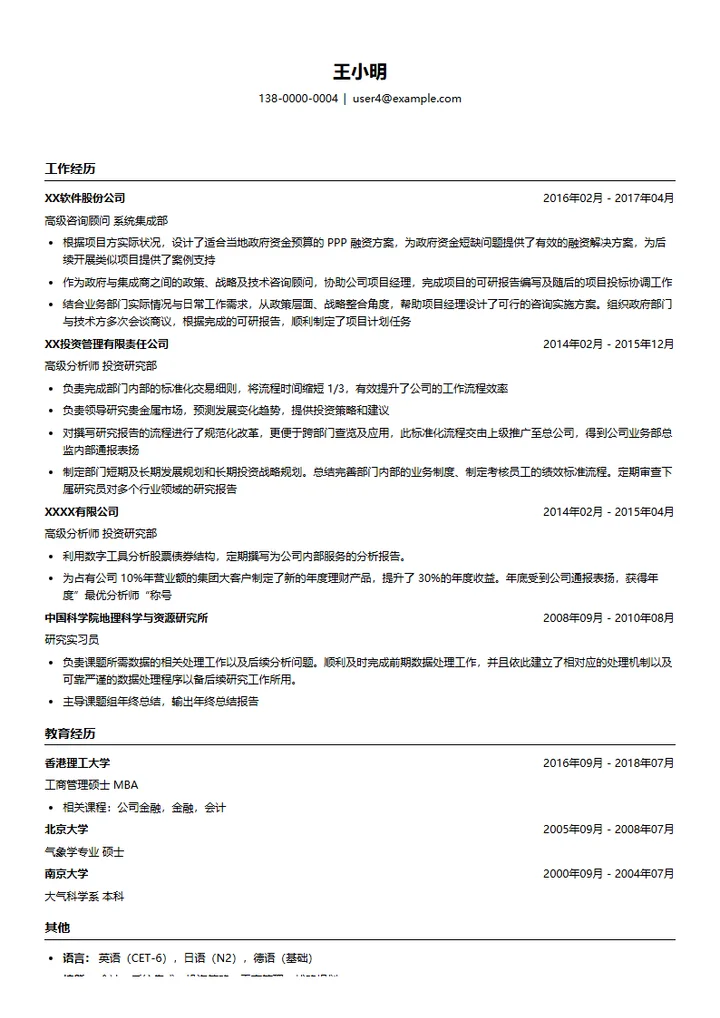 王小明
138-0000-0004 | user4@example.com
工作经历
XX软件股份公司 2016年02月 - 2017年04月
高级咨询顾问 系统集成部
• 根据项目方实际状况，设计了适合当地政府资金预算的 PPP 融资方案，为政府资金短缺问题提供了有效的融资解决方案，为后
续开展类似项目提供了案例支持
• 作为政府与集成商之间的政策、战略及技术咨询顾问，协助公司项目经理，完成项目的可研报告编写及随后的项目投标协调工作
• 结合业务部门实际情况与日常工作需求，从政策层面、战略整合角度，帮助项目经理设计了可行的咨询实施方案。组织政府部门
与技术方多次会谈商议，根据完成的可研报告，顺利制定了项目计划任务
XX投资管理有限责任公司 2014年02月 - 2015年12月
高级分析师 投资研究部
• 负责完成部门内部的标准化交易细则，将流程时间缩短 1/3，有效提升了公司的工作流程效率
• 负责领导研究贵金属市场，预测发展变化趋势，提供投资策略和建议
• 对撰写研究报告的流程进行了规范化改革，更便于跨部门查览及应用，此标准化流程交由上级推广至总公司，得到公司业务部总
监内部通报表扬
• 制定部门短期及长期发展规划和长期投资战略规划。总结完善部门内部的业务制度、制定考核员工的绩效标准流程。定期审查下
属研究员对多个行业领域的研究报告
XXXX有限公司 2014年02月 - 2015年04月
高级分析师 投资研究部
• 利用数字工具分析股票债券结构，定期撰写为公司内部服务的分析报告。
• 为占有公司 10%年营业额的集团大客户制定了新的年度理财产品，提升了 30%的年度收益。年底受到公司通报表扬，获得年
度”最优分析师“称号
中国科学院地理科学与资源研究所 2008年09月 - 2010年08月
研究实习员
• 负责课题所需数据的相关处理工作以及后续分析问题。顺利及时完成前期数据处理工作，并且依此建立了相对应的处理机制以及
可靠严谨的数据处理程序以备后续研究工作所用。
• 主导课题组年终总结，输出年终总结报告
教育经历
香港理工大学 2016年09月 - 2018年07月
工商管理硕士 MBA
• 相关课程：公司金融，金融，会计
北京大学 2005年09月 - 2008年07月
气象学专业 硕士
南京大学 2000年09月 - 2004年07月
大气科学系 本科
其他
• 语言： 英语（CET-6），日语（N2），德语（基础）